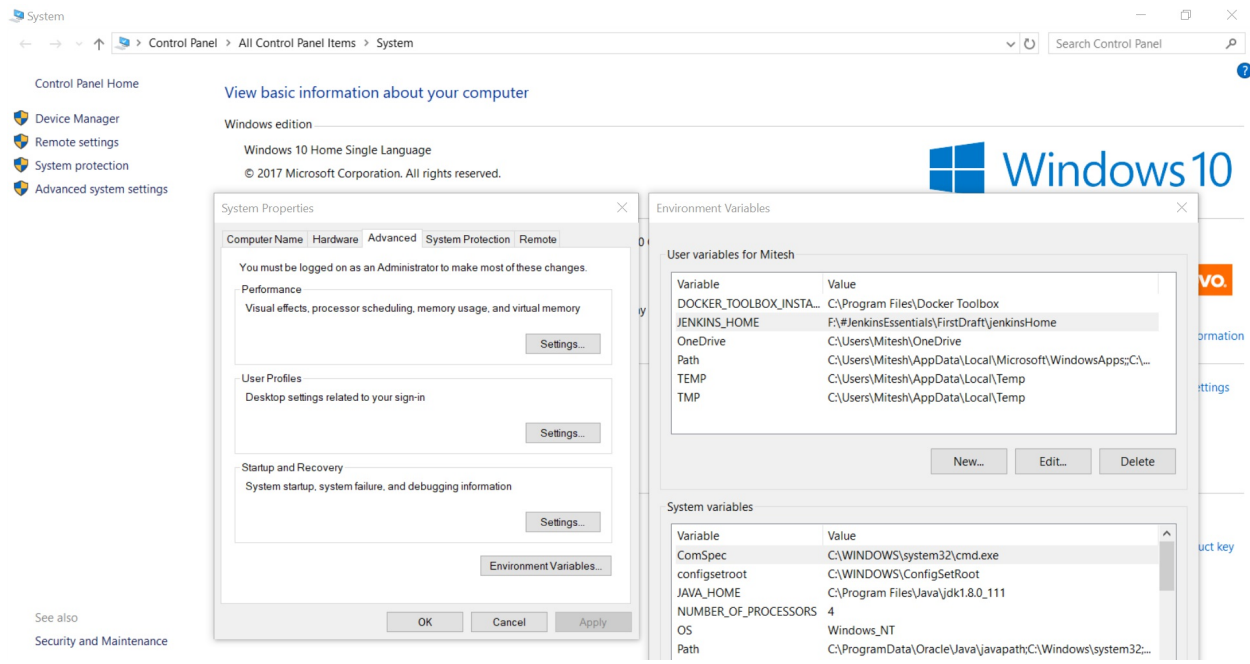 System
Control Panel > All Control Panel Items > System
Search Control Panel
?
Control Panel Home
Device Manager
Remote settings
System protection
Advanced system settings
View basic information about your computer
Windows edition
Windows 10 Home Single Language
© 2017 Microsoft Corporation. All rights reserved.
Windows 10
System Properties
Computer Name Hardware Advanced System Protection Remote
You must be logged on as an Administrator to make most of these changes.
Performance
Visual effects, processor scheduling, memory usage, and virtual memory
Settings...
User Profiles
Desktop settings related to your sign-in
Settings...
Startup and Recovery
System startup, system failure, and debugging information
Settings...
Environment Variables...
OK Cancel Apply
Environment Variables
User variables for Mitesh
Variable Value
DOCKER_TOOLBOX_INSTA... C:\Program Files\Docker Toolbox
JENKINS_HOME F:\#JenkinsEssentials\FirstDraft\jenkinsHome
OneDrive C:\Users\Mitesh\OneDrive
Path C:\Users\Mitesh\AppData\Local\Microsoft\WindowsApps;;C:\...
TEMP C:\Users\Mitesh\AppData\Local\Temp
TMP C:\Users\Mitesh\AppData\Local\Temp
New... Edit... Delete
System variables
Variable Value
ComSpec C:\WINDOWS\system32\cmd.exe
configsetroot C:\WINDOWS\ConfigSetRoot
JAVA_HOME C:\Program Files\Java\jdk1.8.0_111
NUMBER_OF_PROCESSORS 4
OS Windows_NT
Path C:\ProgramData\Oracle\Java\javapath;C:\Windows\system32;...
vo.
ormation
ettings
uct key
See also
Security and Maintenance